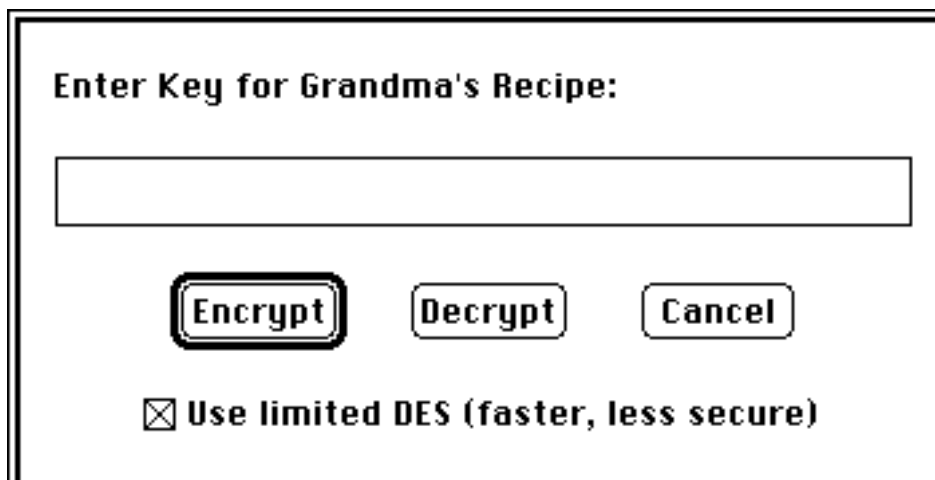 Enter Key for Grandma's Recipe:
Encrypt Decrypt Cancel
Use limited DES (faster, less secure)